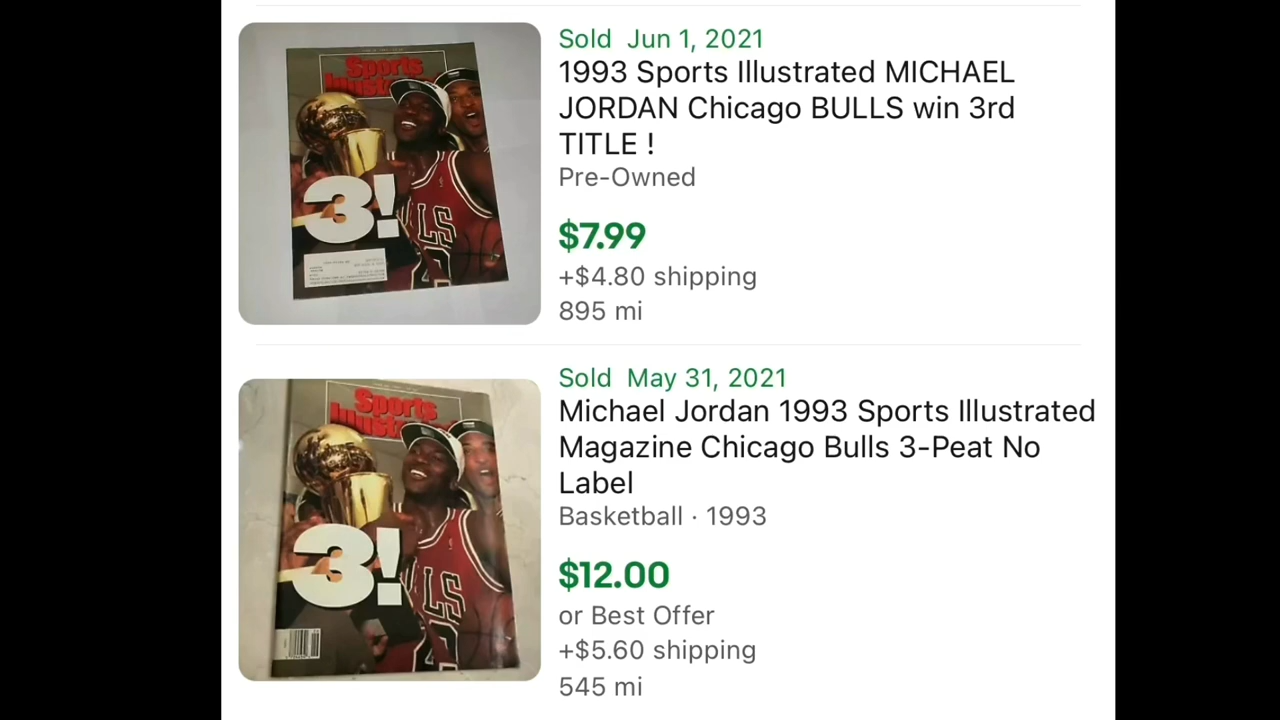 Sold Jun 1, 2021
1993 Sports Illustrated MICHAEL
JORDAN Chicago BULLS win 3rd
TITLE !
Pre-Owned
$7.99
+$4.80 shipping
895 mi
Sports
Illustrated
3!
LLS
Sold May 31, 2021
Michael Jordan 1993 Sports Illustrated
Magazine Chicago Bulls 3-Peat No
Label
Basketball · 1993
$12.00
or Best Offer
+$5.60 shipping
545 mi
Sports
Illustrated
3!
LLS